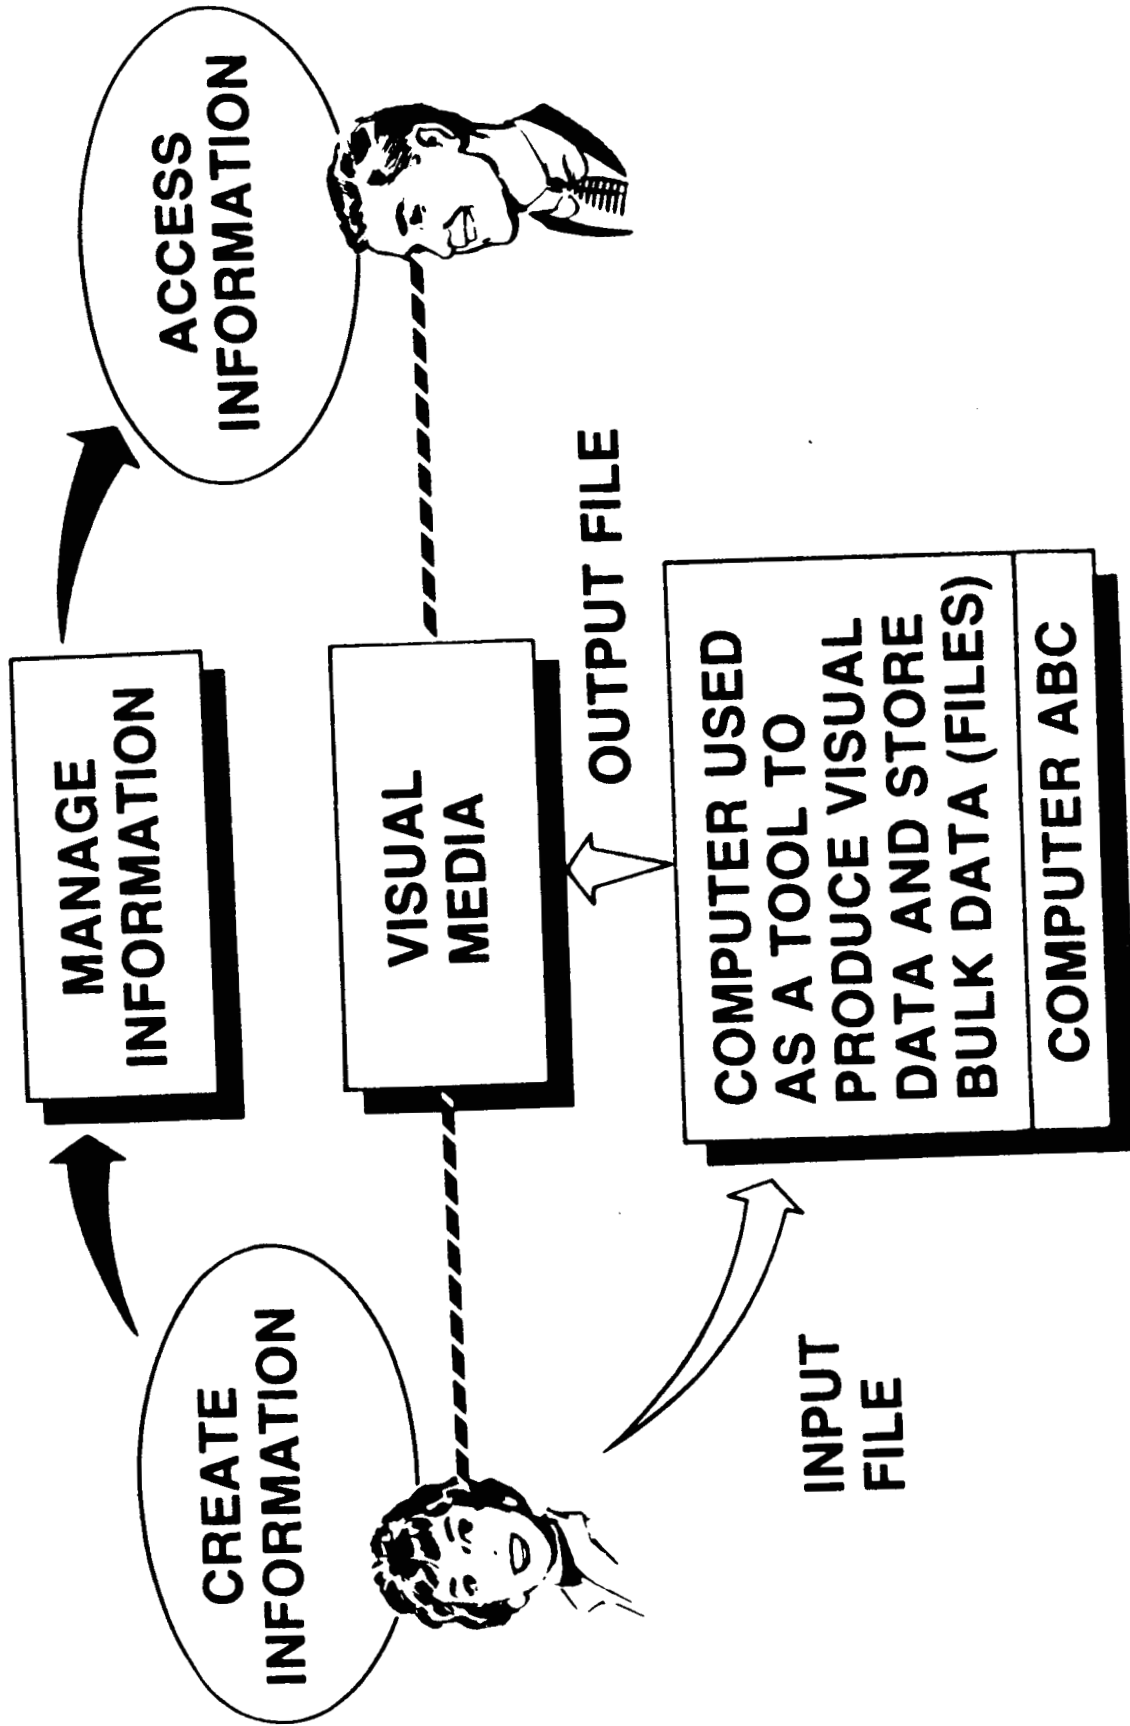 CREATE
INFORMATION
MANAGE
INFORMATION
ACCESS
INFORMATION
VISUAL
MEDIA
OUTPUT FILE
INPUT
FILE
COMPUTER USED
AS A TOOL TO
PRODUCE VISUAL
DATA AND STORE
BULK DATA (FILES)
COMPUTER ABC